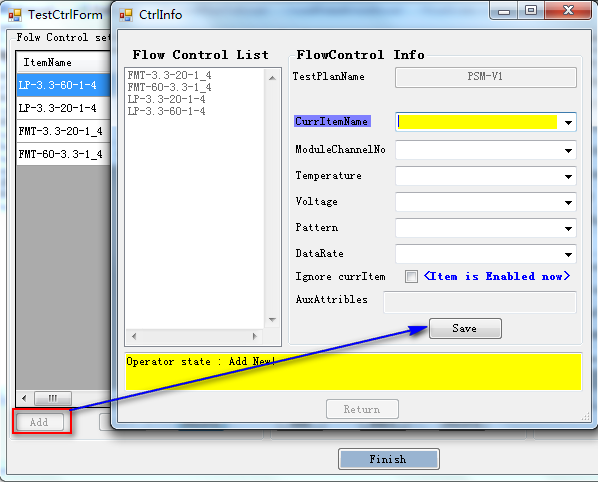 TestCtrlForm
Folw Control set
ItemName
LP-3.3-60-1-4
LP-3.3-20-1-4
FMT-3.3-20-1_4
FMT-60-3.3-1_4
Add
Finish
CtrlInfo
Flow Control List
FMT-3.3-20-1_4
FMT-60-3.3-1_4
LP-3.3-20-1-4
LP-3.3-60-1-4
FlowControl Info
TestPlanName PSM-V1
CurrItemName
ModuleChannelNo
Temperature
Voltage
Pattern
DataRate
Ignore currItem <Item is Enabled now>
AuxAttribles
Save
Operator state : Add New!
Return